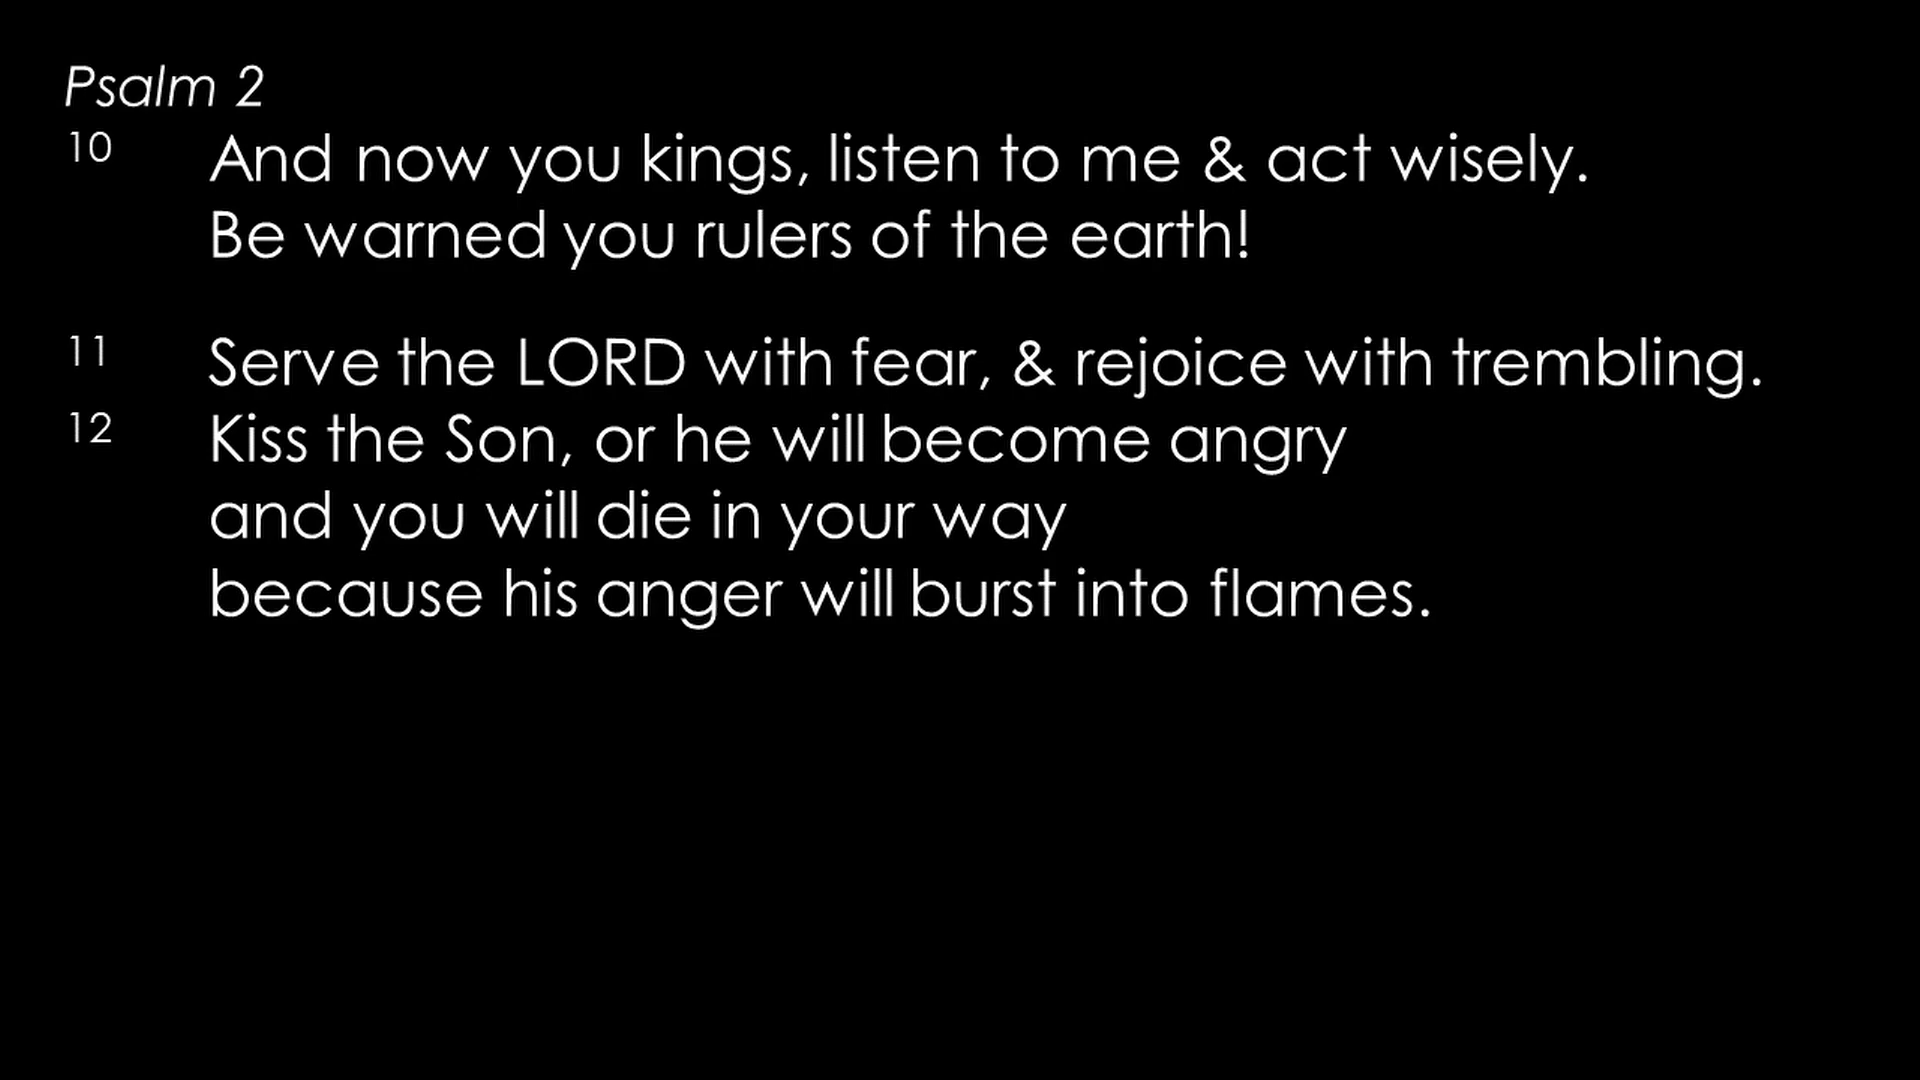 Psalm 2
10 And now you kings, listen to me & act wisely.
Be warned you rulers of the earth!
11 Serve the LORD with fear, & rejoice with trembling.
12 Kiss the Son, or he will become angry
and you will die in your way
because his anger will burst into flames.